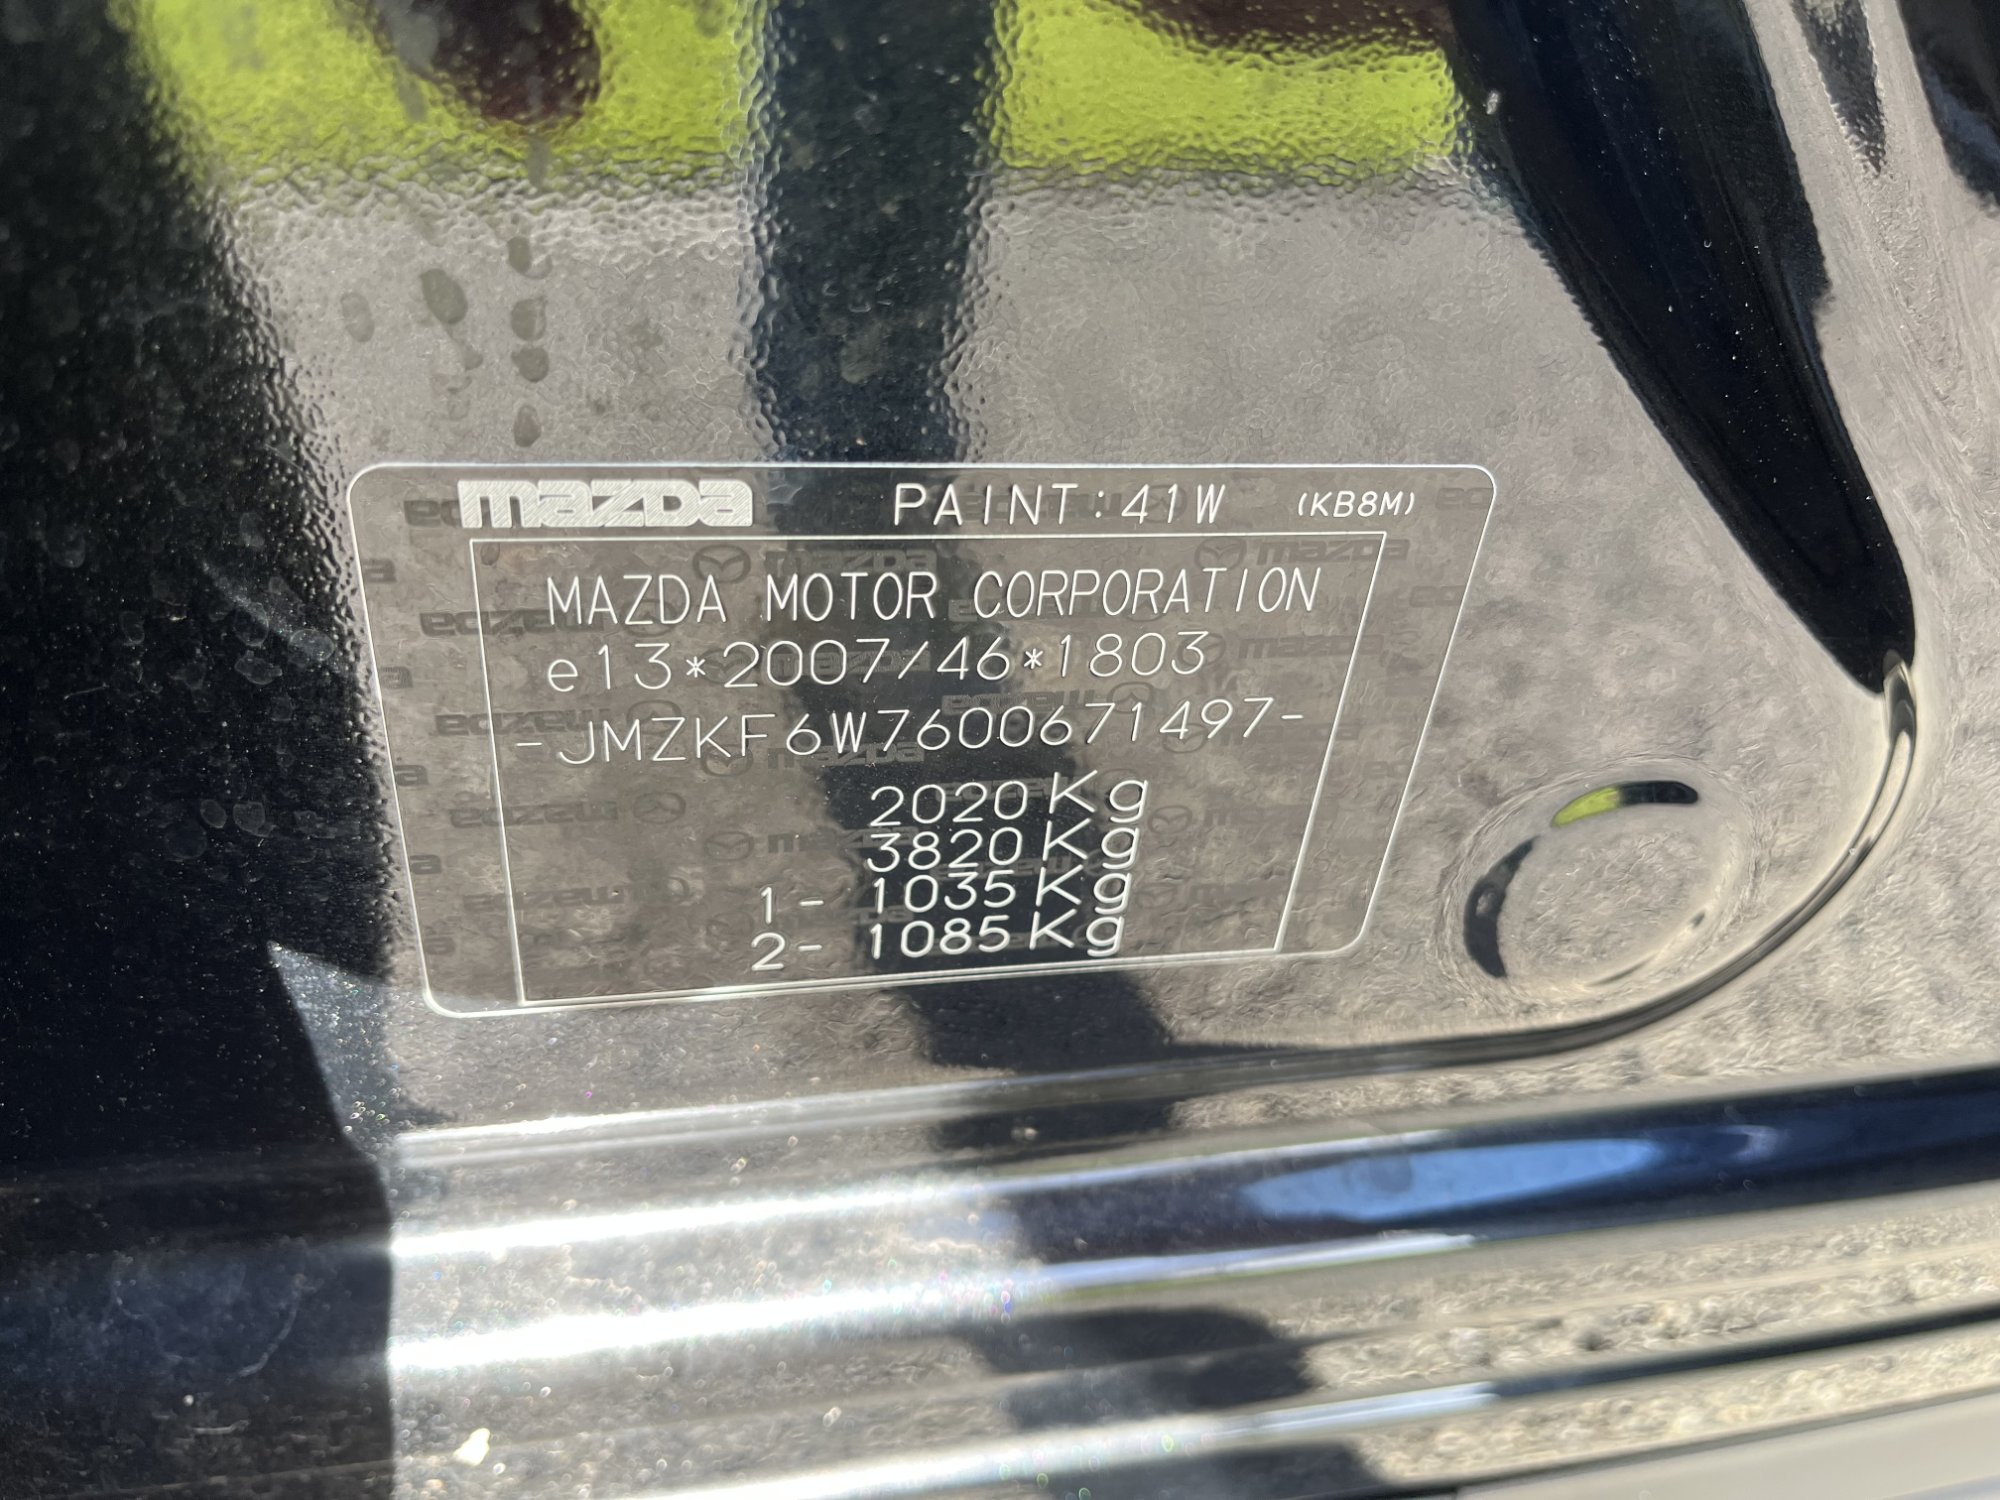 mazda PAINT:41W (KB8M)
MAZDA MOTOR CORPORATION
e13*2007/46*1803
-JMZKF6W7600671497-
2020Kg
3820Kg
1- 1035Kg
2- 1085Kg